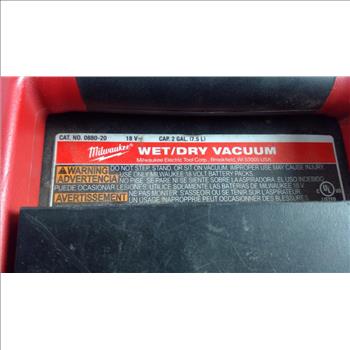 CAT. NO. 0880-20 18 V CAP. 2 GAL. (7.5 L)
Milwaukee WET/DRY VACUUM
Milwaukee Electric Tool Corp., Brookfield, WI 53005 USA
WARNING DO NOT STEP, STAND, OR SIT ON VACUUM. IMPROPER USE MAY CAUSE INJURY.
ADVERTENCIA USE ONLY MILWAUKEE 18 VOLT BATTERY PACKS.
NO PISE, SE PARE NI SE SIENTE SOBRE LA ASPIRADORA. EL USO INDEBIDO
PUEDE OCASIONAR LESIONES. UTILICE SOLAMENTE LAS BATERIAS DE MILWAUKEE 18 V.
AVERTISSEMENT NE PAS MONTER, S'ASSEOIR OU SE TENIR SUR L'ASPIRATEUR.
UN USAGE INAPPROPRIÉ PEUT OCCASIONNER DES BLESSURES
UL
LISTED